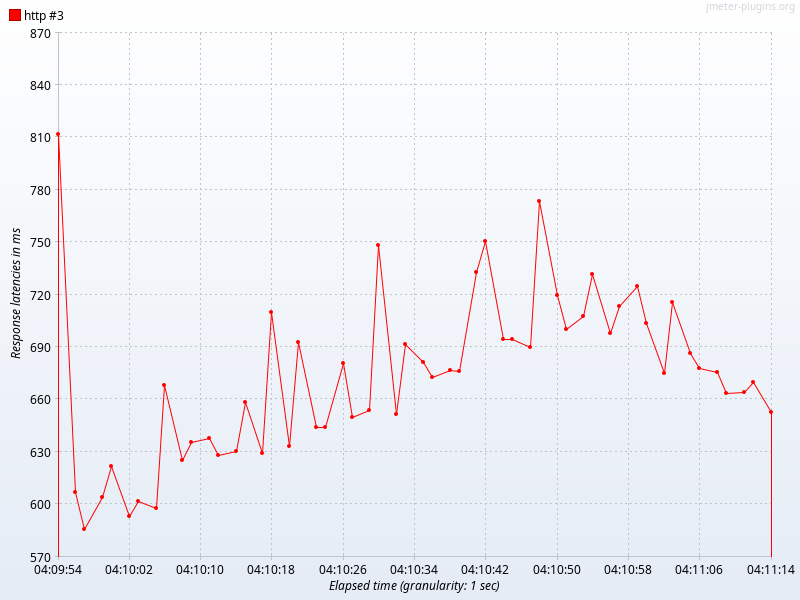 jmeter-plugins.org
http #3
870
840
810
780
750
720
690
660
630
600
570
Response latencies in ms
04:09:54 04:10:02 04:10:10 04:10:18 04:10:26 04:10:34 04:10:42 04:10:50 04:10:58 04:11:06 04:11:14
Elapsed time (granularity: 1 sec)